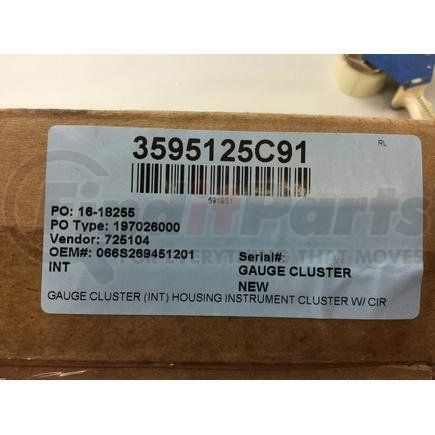 3595125C91
RL
591951
PO: 16-18255
PO Type: 197026000
Vendor: 725104
OEM#: 066S269451201
INT
Serial#:
GAUGE CLUSTER
NEW
GAUGE CLUSTER (INT) HOUSING INSTRUMENT CLUSTER W/ CIR
finditparts